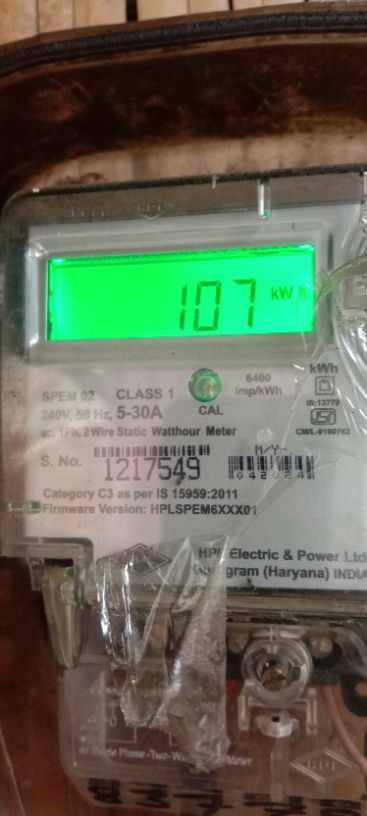 107 kWh
SPEM 02 CLASS 1
240V, 50 Hz, 5-30A
CAL
6400
imp/kWh
kWh
IS:13779
ac, 1Ph, 2 Wire Static Watthour Meter
S. No. 1217549
M/Y-
042024
Category C3 as per IS 15959:2011
Firmware Version: HPLSPEM6XXX01
HPL Electric & Power Ltd
Gurugram (Haryana) INDIA
HPL